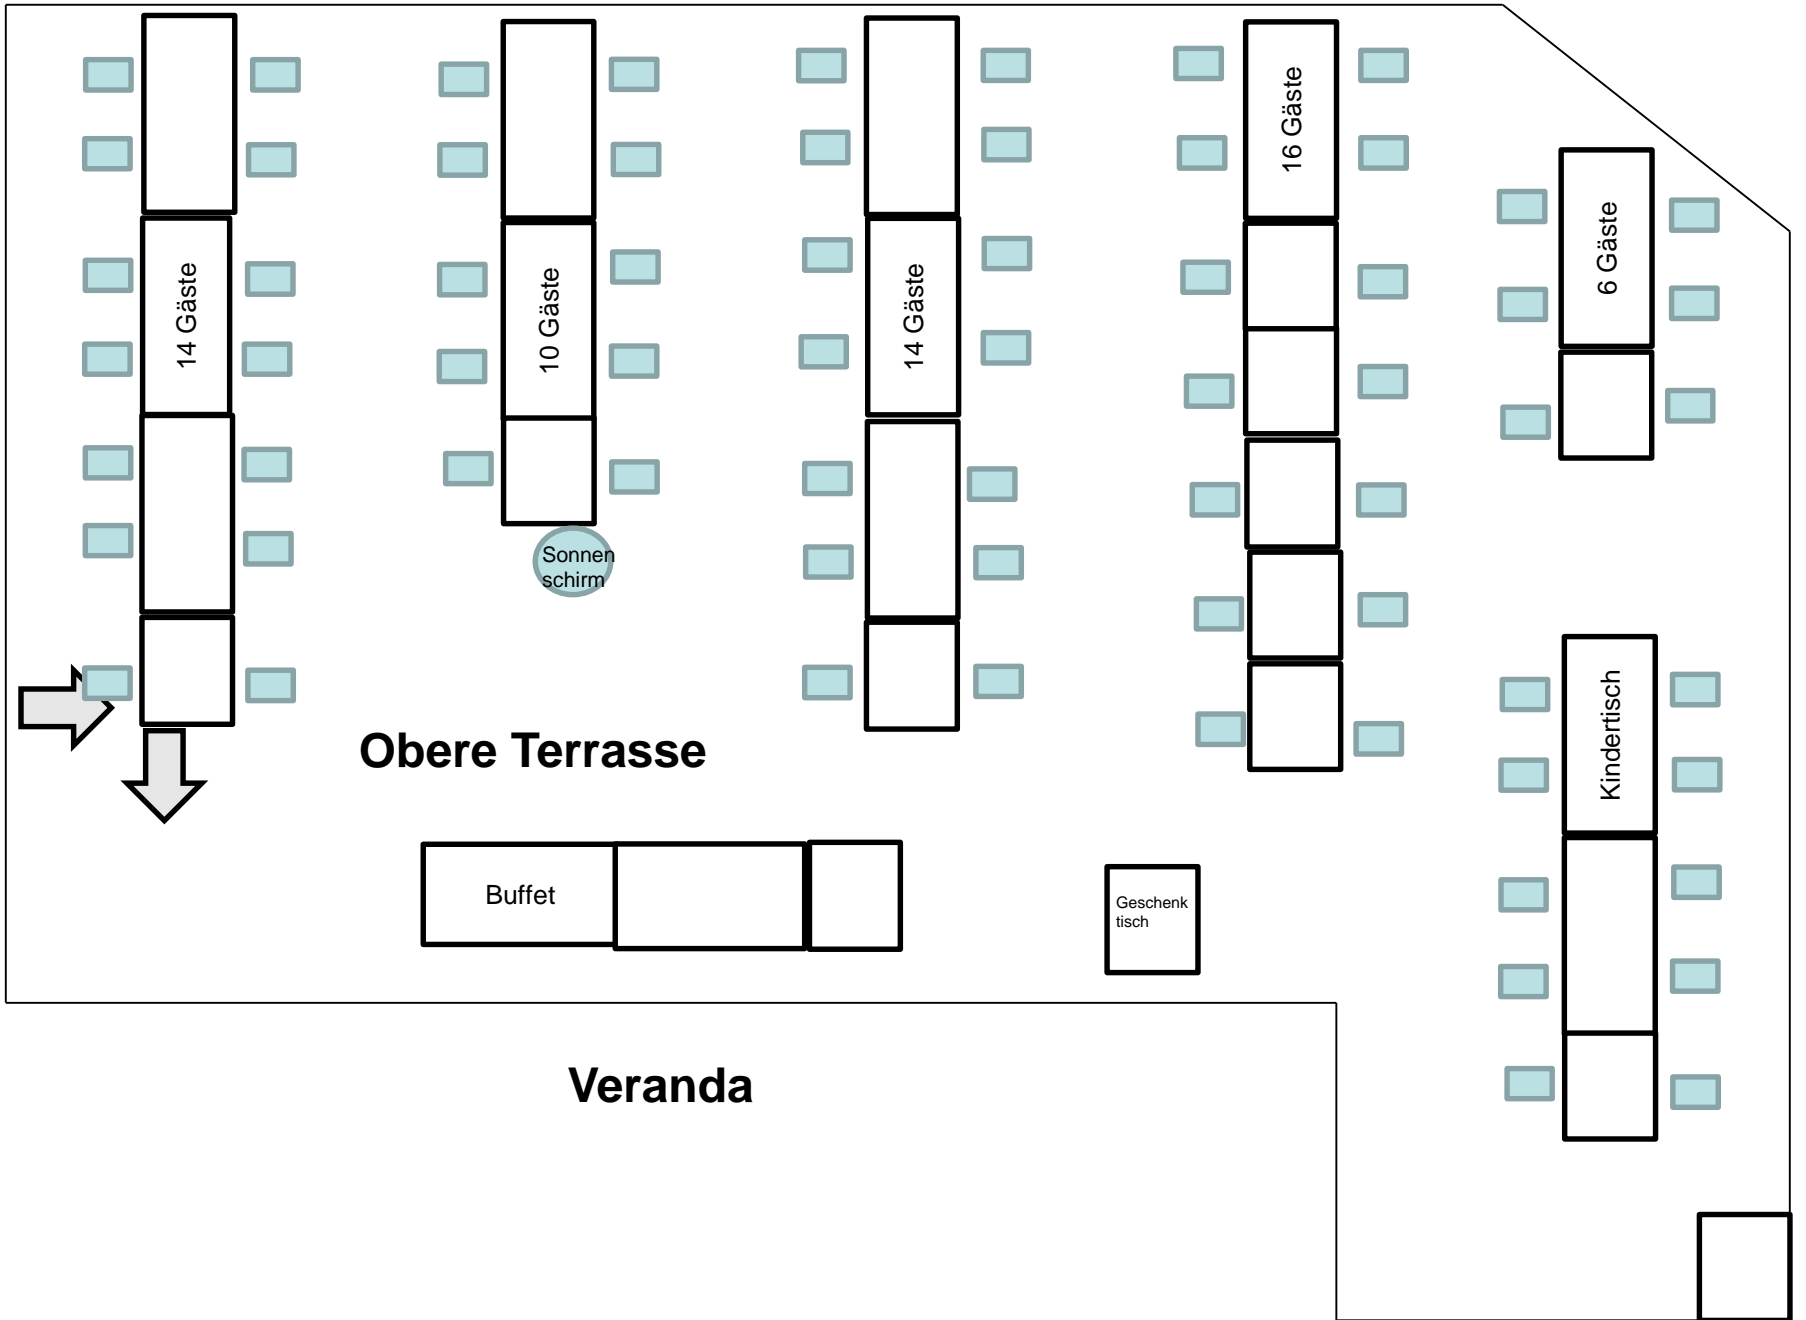 14 Gäste
10 Gäste
14 Gäste
16 Gäste
6 Gäste
Sonnen
schirm
Kindertisch
Obere Terrasse
Buffet
Geschenk
tisch
Veranda